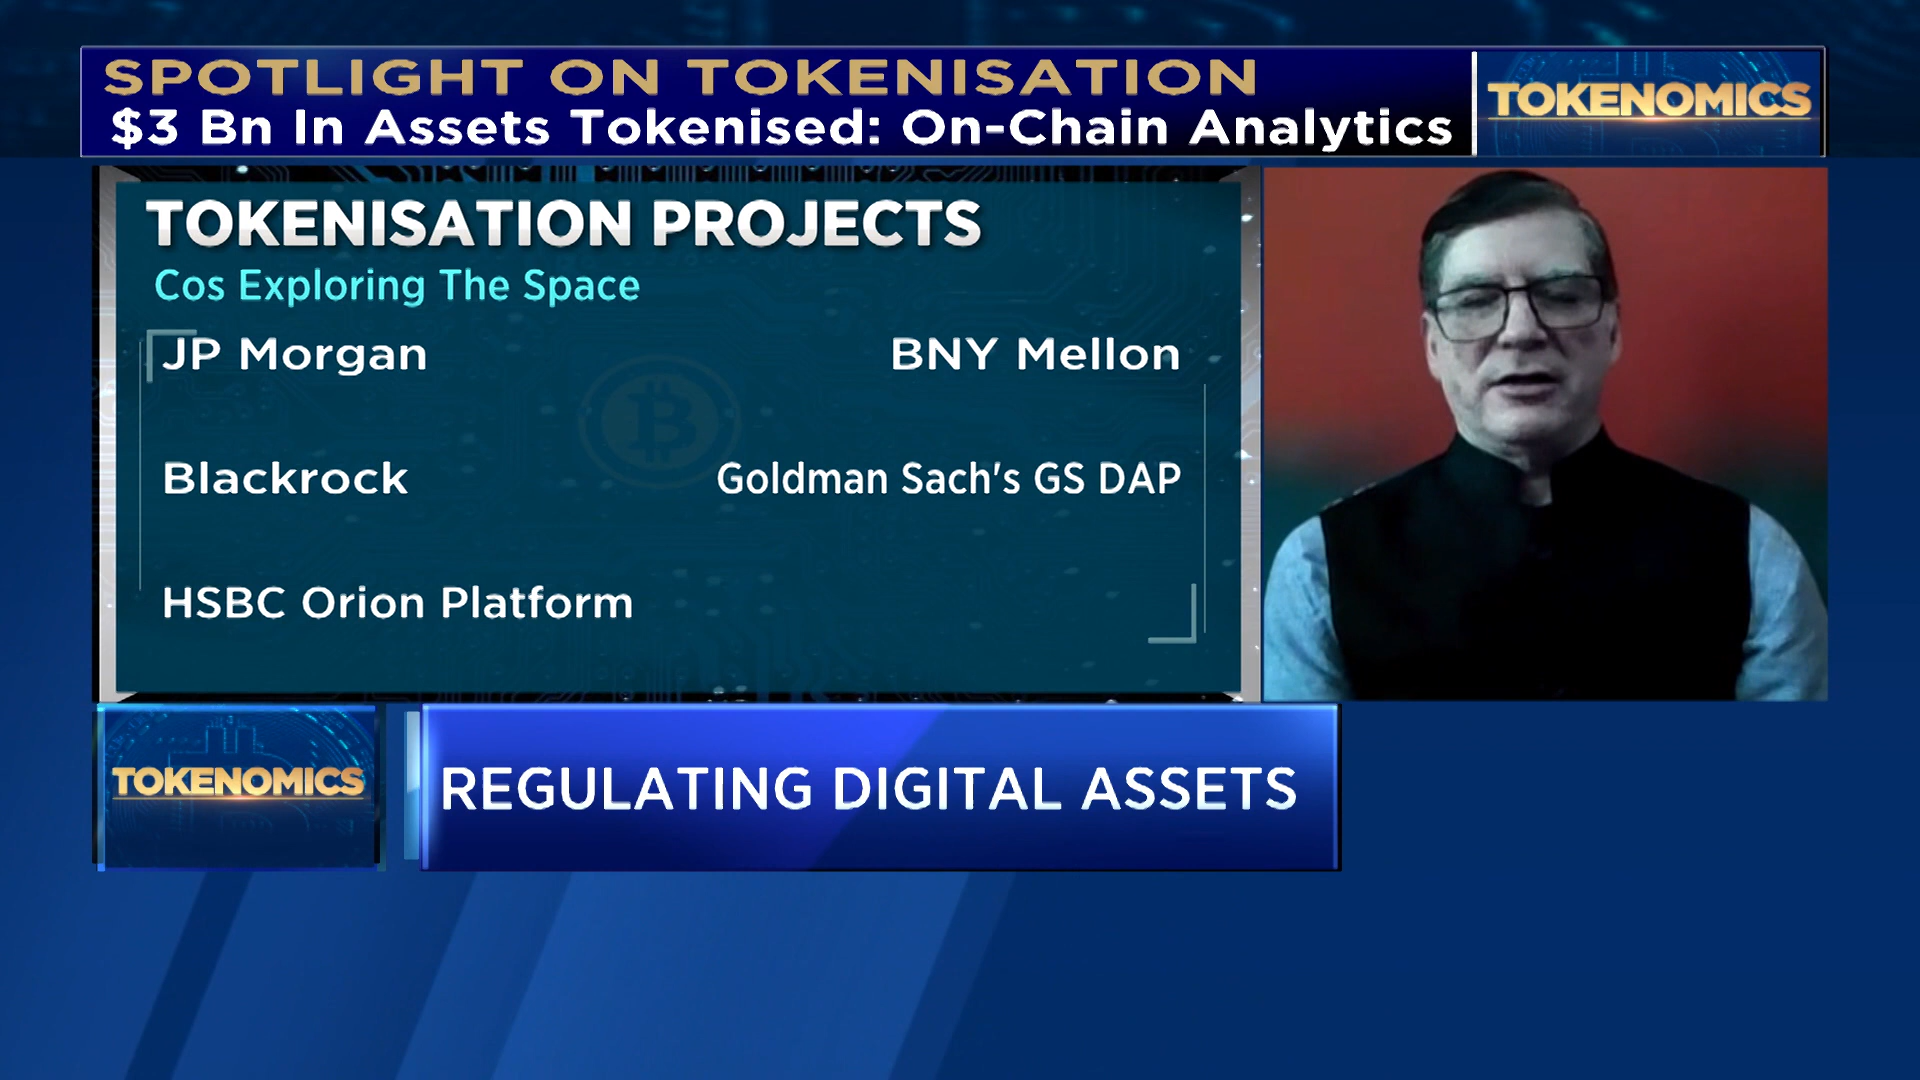 SPOTLIGHT ON TOKENISATION
$3 Bn In Assets Tokenised: On-Chain Analytics
TOKENOMICS
TOKENISATION PROJECTS
Cos Exploring The Space
JP Morgan
BNY Mellon
Blackrock
Goldman Sach's GS DAP
HSBC Orion Platform
TOKENOMICS
REGULATING DIGITAL ASSETS